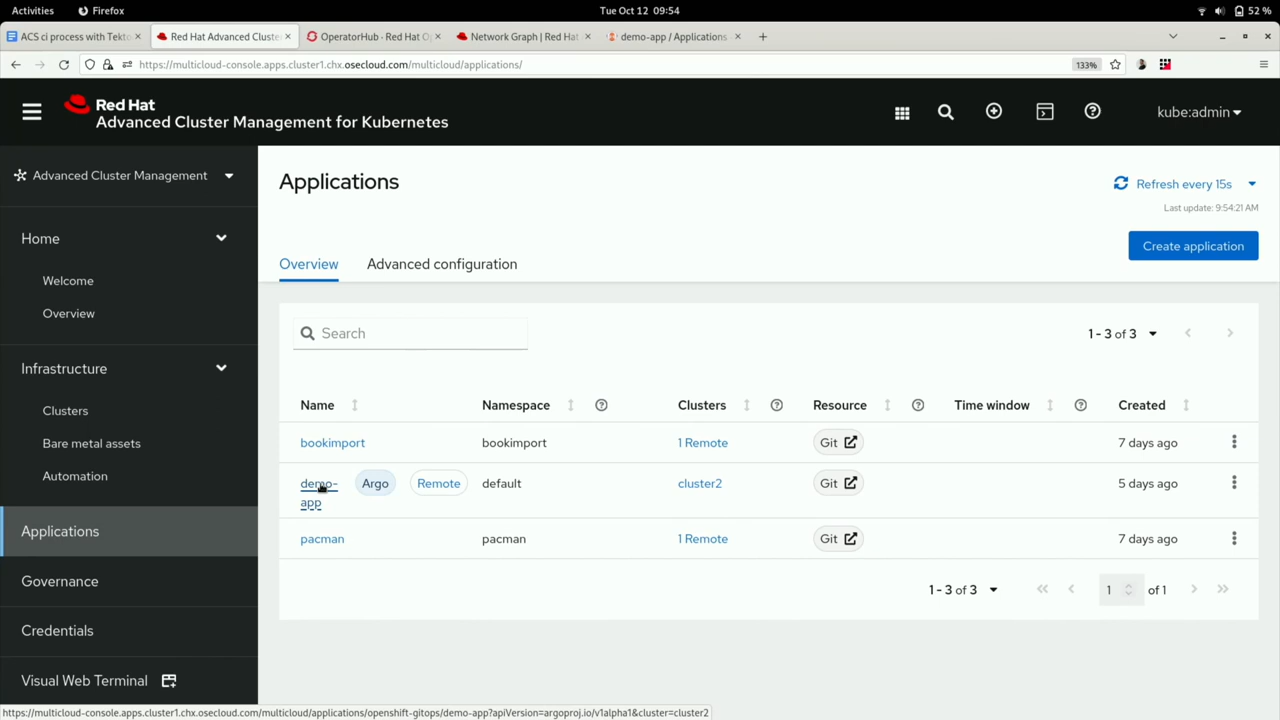 Activities
Firefox
Tue Oct 12 09:54
52 %
ACS ci process with Tekto
Red Hat Advanced Cluste
OperatorHub - Red Hat O
Network Graph | Red Hat
demo-app / Applications
https://multicloud-console.apps.cluster1.chx.osecloud.com/multicloud/applications/
133%
Red Hat
Advanced Cluster Management for Kubernetes
kube:admin
Advanced Cluster Management
Home
Welcome
Overview
Infrastructure
Clusters
Bare metal assets
Automation
Applications
Governance
Credentials
Visual Web Terminal
Applications
Refresh every 15s
Last update: 9:54:21 AM
Create application
Overview
Advanced configuration
Search
1 - 3 of 3
Name Namespace Clusters Resource Time window Created
bookimport bookimport 1 Remote Git 7 days ago
demo- Argo Remote default cluster2 Git 5 days ago
app
pacman pacman 1 Remote Git 7 days ago
1 - 3 of 3
1 of 1
https://multicloud-console.apps.cluster1.chx.osecloud.com/multicloud/applications/openshift-gitops/demo-app?apiVersion=argoproj.io/v1alpha1&cluster=cluster2